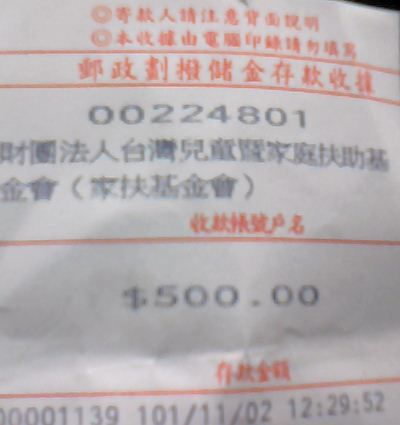 ◎寄款人請注意背面說明
◎本收據由電腦印錄請勿填寫
郵政劃撥儲金存款收據
00224801
財團法人台灣兒童暨家庭扶助基
金會（家扶基金會）
收款帳號戶名
$500.00
存款金額
00001139 101/11/02 12:29:52